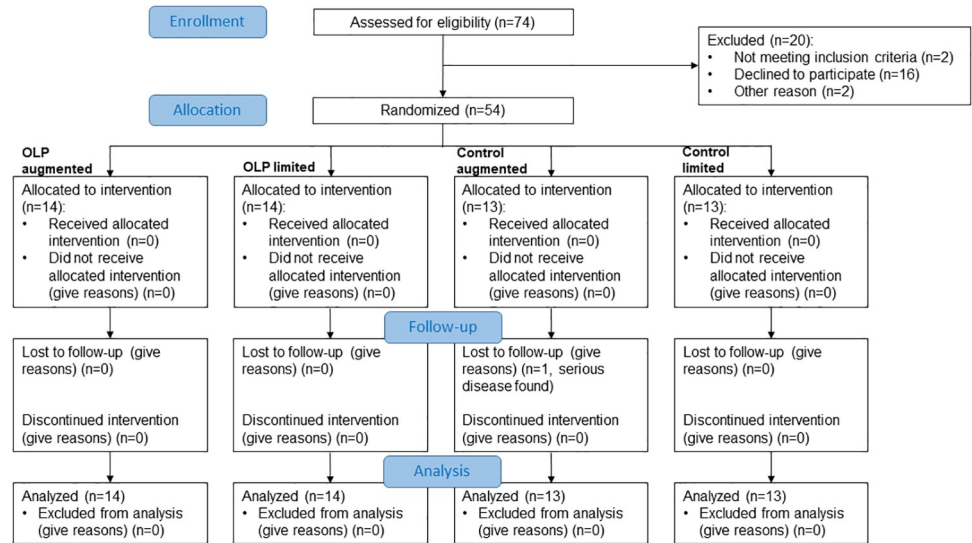 Enrollment
Assessed for eligibility (n=74)
Excluded (n=20):
• Not meeting inclusion criteria (n=2)
• Declined to participate (n=16)
• Other reason (n=2)
Allocation
Randomized (n=54)
OLP
augmented
Allocated to intervention
(n=14):
• Received allocated
intervention (n=0)
• Did not receive
allocated intervention
(give reasons) (n=0)
OLP limited
Allocated to intervention
(n=14):
• Received allocated
intervention (n=0)
• Did not receive
allocated intervention
(give reasons) (n=0)
Control
augmented
Allocated to intervention
(n=13):
• Received allocated
intervention (n=0)
• Did not receive
allocated intervention
(give reasons) (n=0)
Control
limited
Allocated to intervention
(n=13):
• Received allocated
intervention (n=0)
• Did not receive
allocated intervention
(give reasons) (n=0)
Follow-up
Lost to follow-up (give
reasons) (n=0)
Discontinued intervention
(give reasons) (n=0)
Lost to follow-up (give
reasons) (n=0)
Discontinued intervention
(give reasons) (n=0)
Lost to follow-up (give
reasons) (n=1, serious
disease found)
Discontinued intervention
(give reasons) (n=0)
Lost to follow-up (give
reasons) (n=0)
Discontinued intervention
(give reasons) (n=0)
Analysis
Analyzed (n=14)
• Excluded from analysis
(give reasons) (n=0)
Analyzed (n=14)
• Excluded from analysis
(give reasons) (n=0)
Analyzed (n=13)
• Excluded from analysis
(give reasons) (n=0)
Analyzed (n=13)
• Excluded from analysis
(give reasons) (n=0)